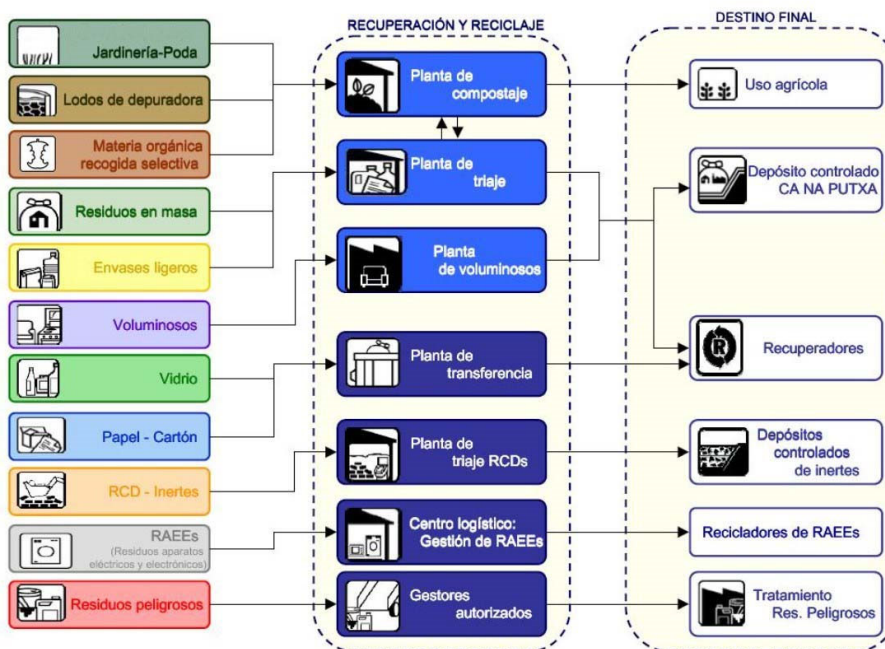 RECUPERACIÓN Y RECICLAJE
DESTINO FINAL
Jardinería-Poda
Lodos de depuradora
Materia orgánica
recogida selectiva
Residuos en masa
Envases ligeros
Voluminosos
Vidrio
Papel - Cartón
RCD - Inertes
RAEEs
(Residuos aparatos
eléctricos y electrónicos)
Residuos peligrosos
Planta de
compostaje
Planta de
triaje
Planta
de voluminosos
Planta de
transferencia
Planta de
triaje RCDs
Centro logístico:
Gestión de RAEEs
Gestores
autorizados
Uso agrícola
Depósito controlado
CA NA PUTXA
R
Recuperadores
Depósitos
controlados
de inertes
Recicladores de RAEEs
Tratamiento
Res. Peligrosos